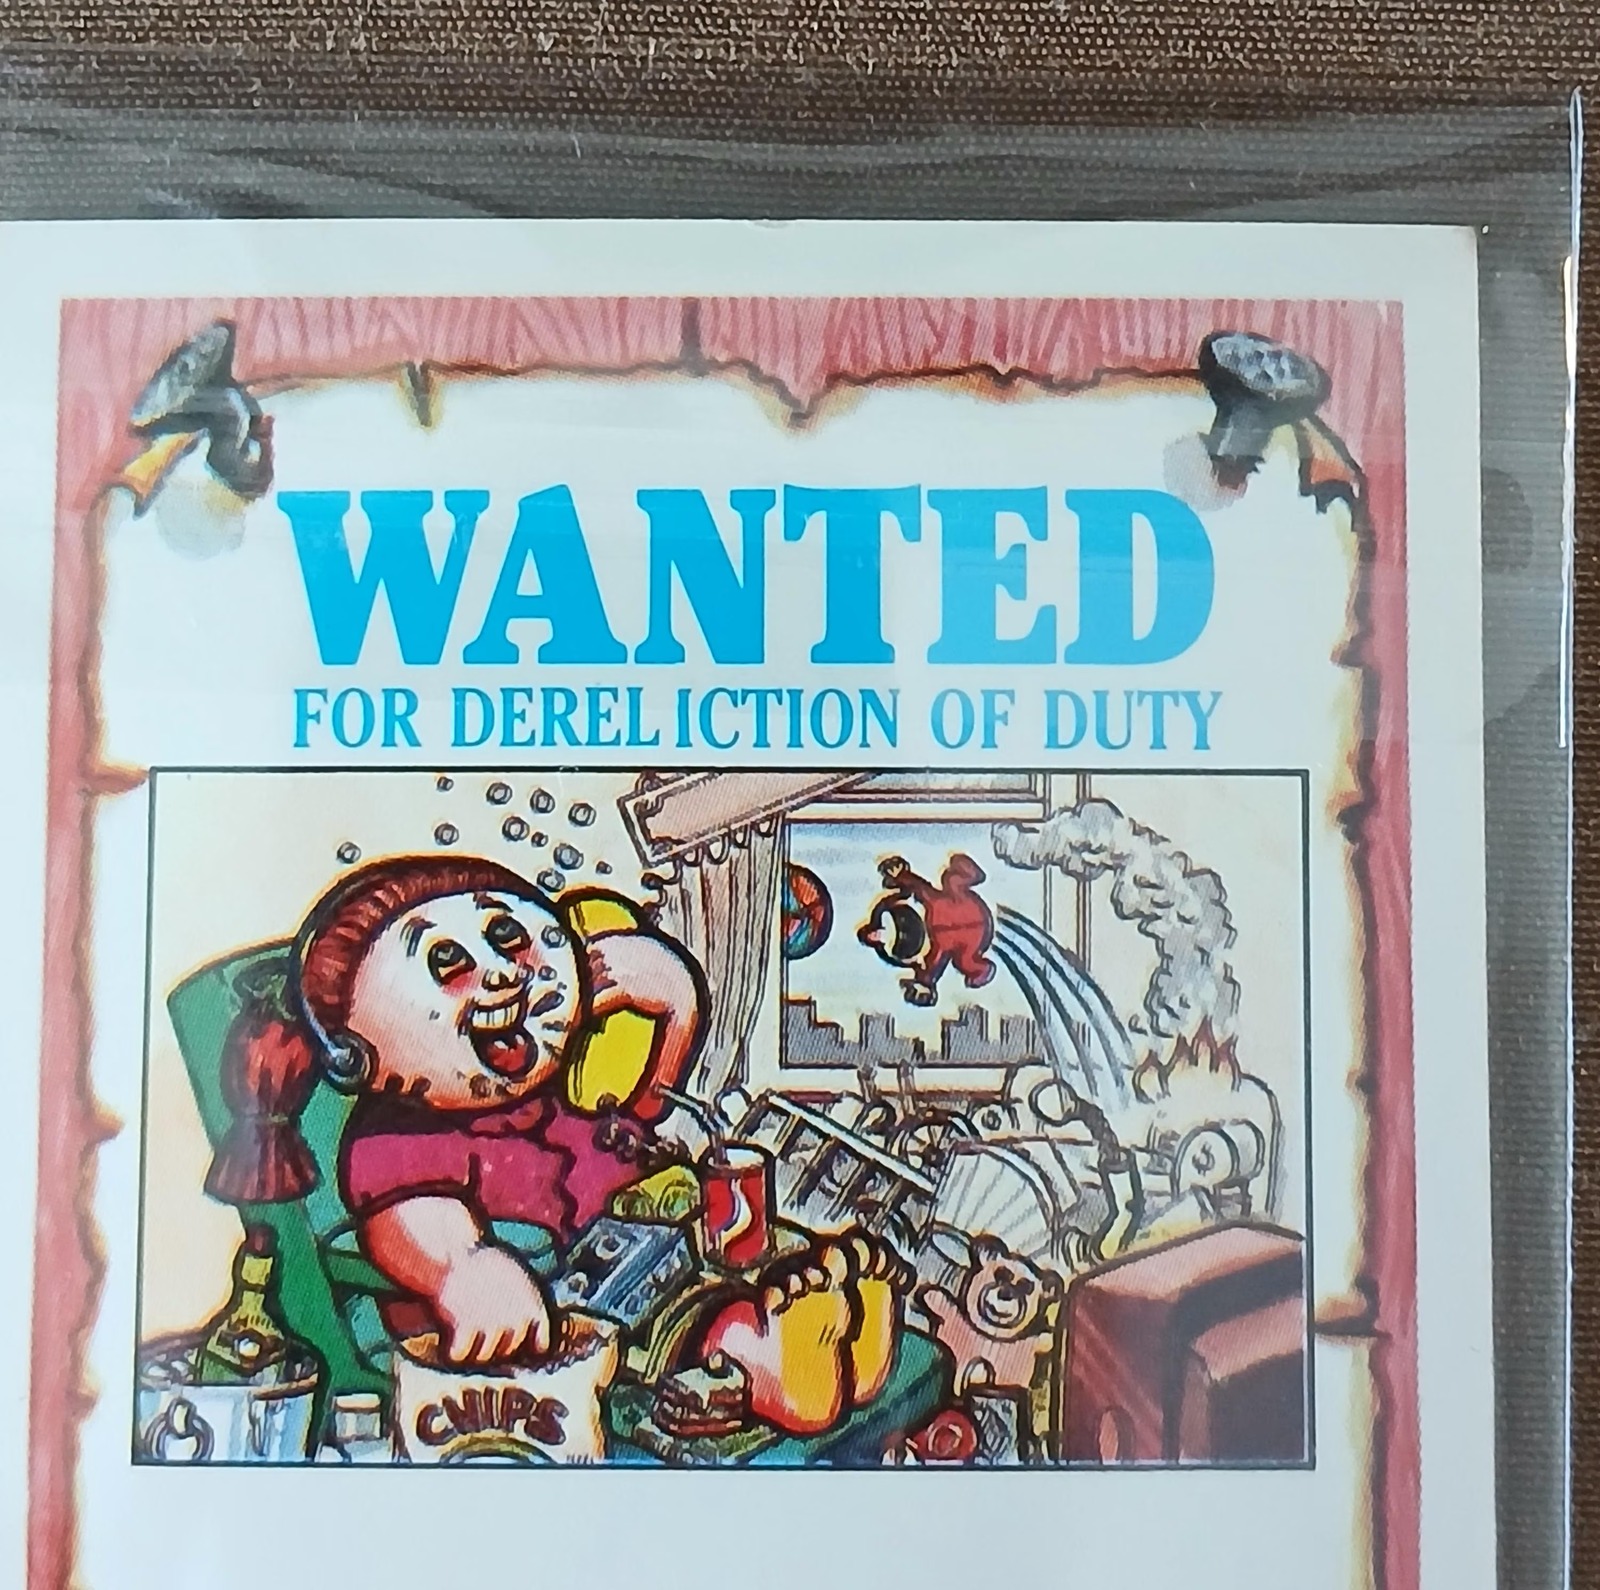 WANTED
FOR DERELICTION OF DUTY
CHIPS